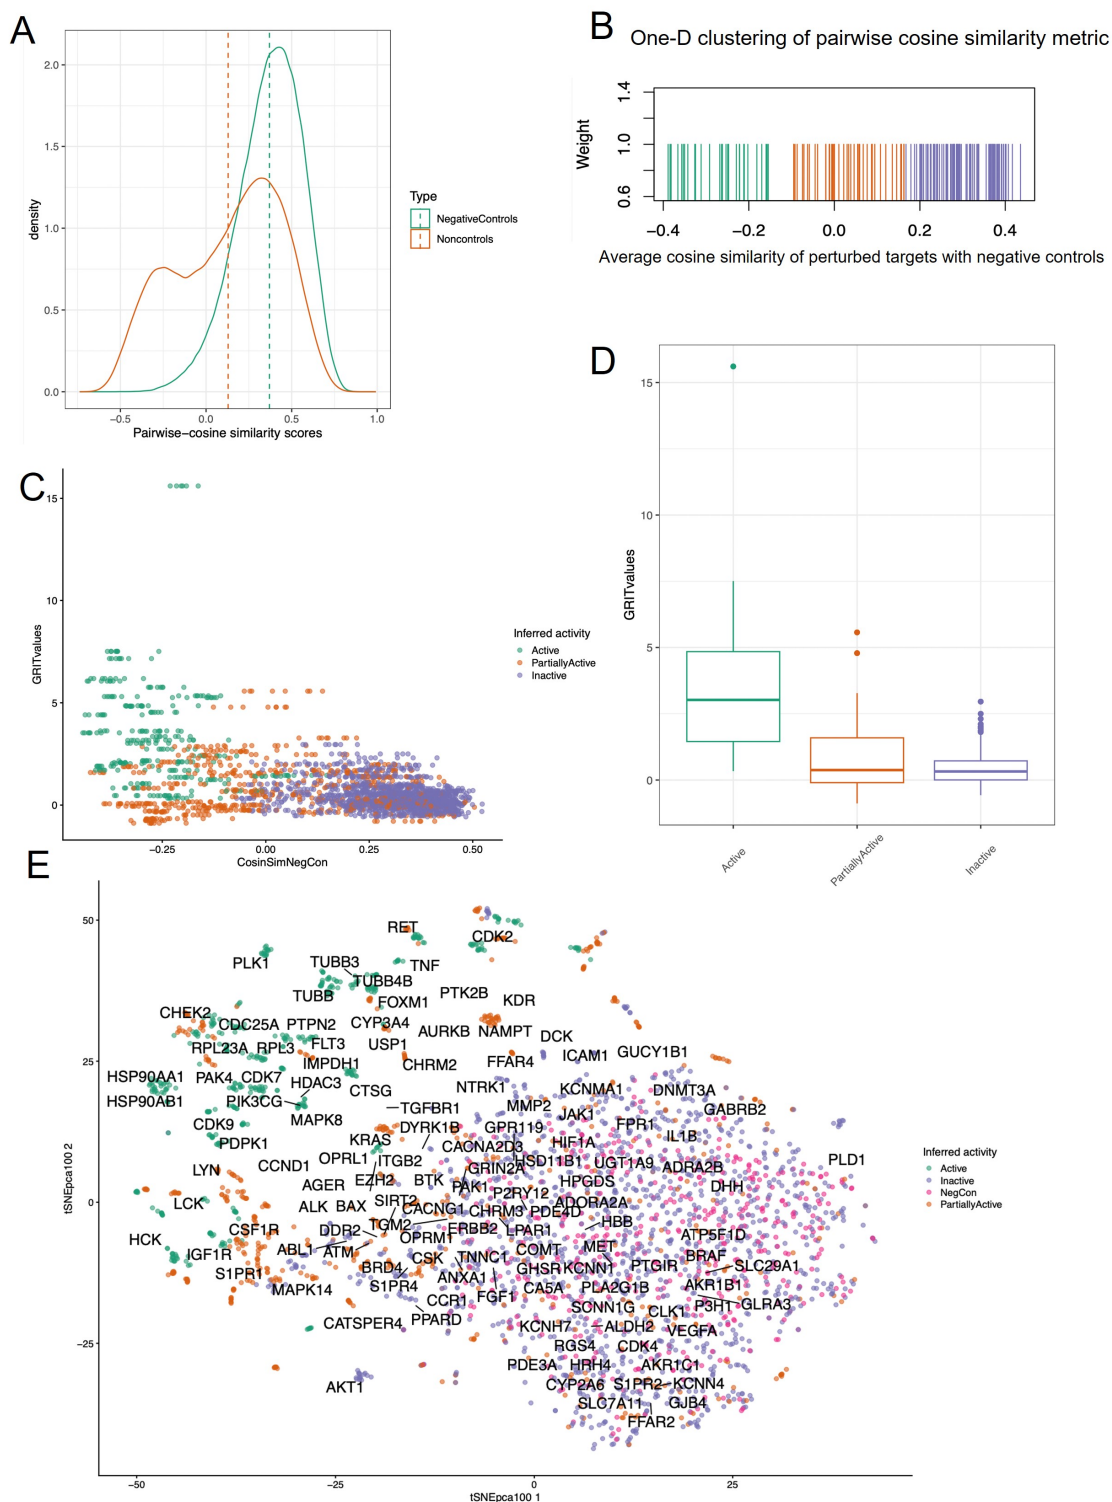 A
density
2.0
1.5
1.0
0.5
0.0
−0.5
0.0
0.5
1.0
Pairwise−cosine similarity scores
Type
NegativeControls
Noncontrols
B
One-D clustering of pairwise cosine similarity metric
Weight
1.4
1.0
0.6
−0.4
−0.2
0.0
0.2
0.4
Average cosine similarity of perturbed targets with negative controls
C
GRITvalues
15
10
5
0
−0.25
0.00
0.25
0.50
CosinSimNegCon
Inferred activity
Active
PartiallyActive
Inactive
D
GRITvalues
15
10
5
0
Active
PartiallyActive
Inactive
E
tSNEpca100 2
50
25
0
−25
−50
−25
0
25
tSNEpca100 1
RET
CDK2
PLK1
TUBB3
TNF
TUBB4B
TUBB
FOXM1
PTK2B
KDR
CHEK2
CDC25A
PTPN2
CYP3A4
AURKB
NAMPT
DCK
RPL23A
RPL3
FLT3
USP1
ICAM1
GUCY1B1
IMPDH1
CHRM2
FFAR4
HSP90AA1
PAK4
CDK7
HDAC3
CTSG
NTRK1
KCNMA1
DNMT3A
HSP90AB1
PIK3CG
TGFBR1
MMP2
JAK1
GABRB2
CDK9
MAPK8
DYRK1B
GPR119
FPR1
PDPK1
KRAS
CACNA2D3
HIF1A
IL1B
LYN
CCND1
OPRL1
ITGB2
GRIN2A
HSD11B1
UGT1A9
ADRA2B
PLD1
AGER
EZH2
BTK
PAK1
HPGDS
DHH
LCK
ALK
BAX
SIRT2
CACNG1
P2RY12
ADORA2A
CHRM3
PDE4D
HCK
CSF1R
DDR2
TGM2
ERBB2
LPAR1
HBB
ATP5F1D
IGF1R
ABL1
ATM
OPRM1
COMT
MET
BRAF
S1PR1
BRD4
CSK
TNNC1
GHSR
KCNN1
PTGIR
SLC29A1
MAPK14
S1PR4
ANXA1
CA5A
PLA2G1B
AKR1B1
CCR1
FGF1
SCNN1G
CLK1
P3H1
GLRA3
CATSPER4
PPARD
KCNH7
ALDH2
VEGFA
RGS4
CDK4
AKT1
PDE3A
HRH4
AKR1C1
CYP2A6
S1PR2
KCNN4
SLC7A11
GJB4
FFAR2
Inferred activity
Active
Inactive
NegCon
PartiallyActive